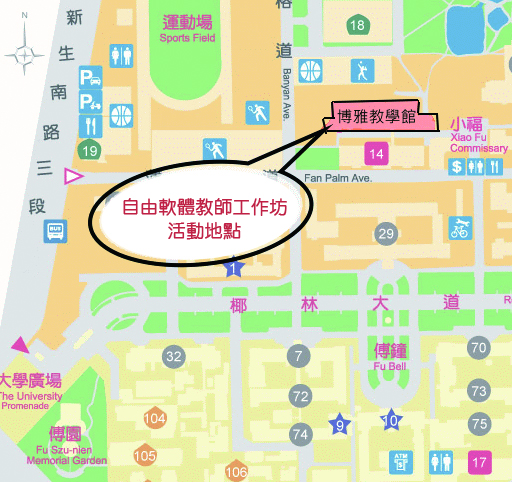 運動場
Sports Field
新生南路三段
P
P
19
18
道
Banyan Ave.
博雅教學館
14
小福
Xiao Fu
Commissary
$
Fan Palm Ave.
道
自由軟體教師工作坊
活動地點
BUS
29
1
椰林大道
大學廣場
The University
Promenade
傅園
Fu Szu-nien
Memorial Garden
32
7
72
74
傅鐘
Fu Bell
70
73
75
104
105
106
9
10
ATM
$
17